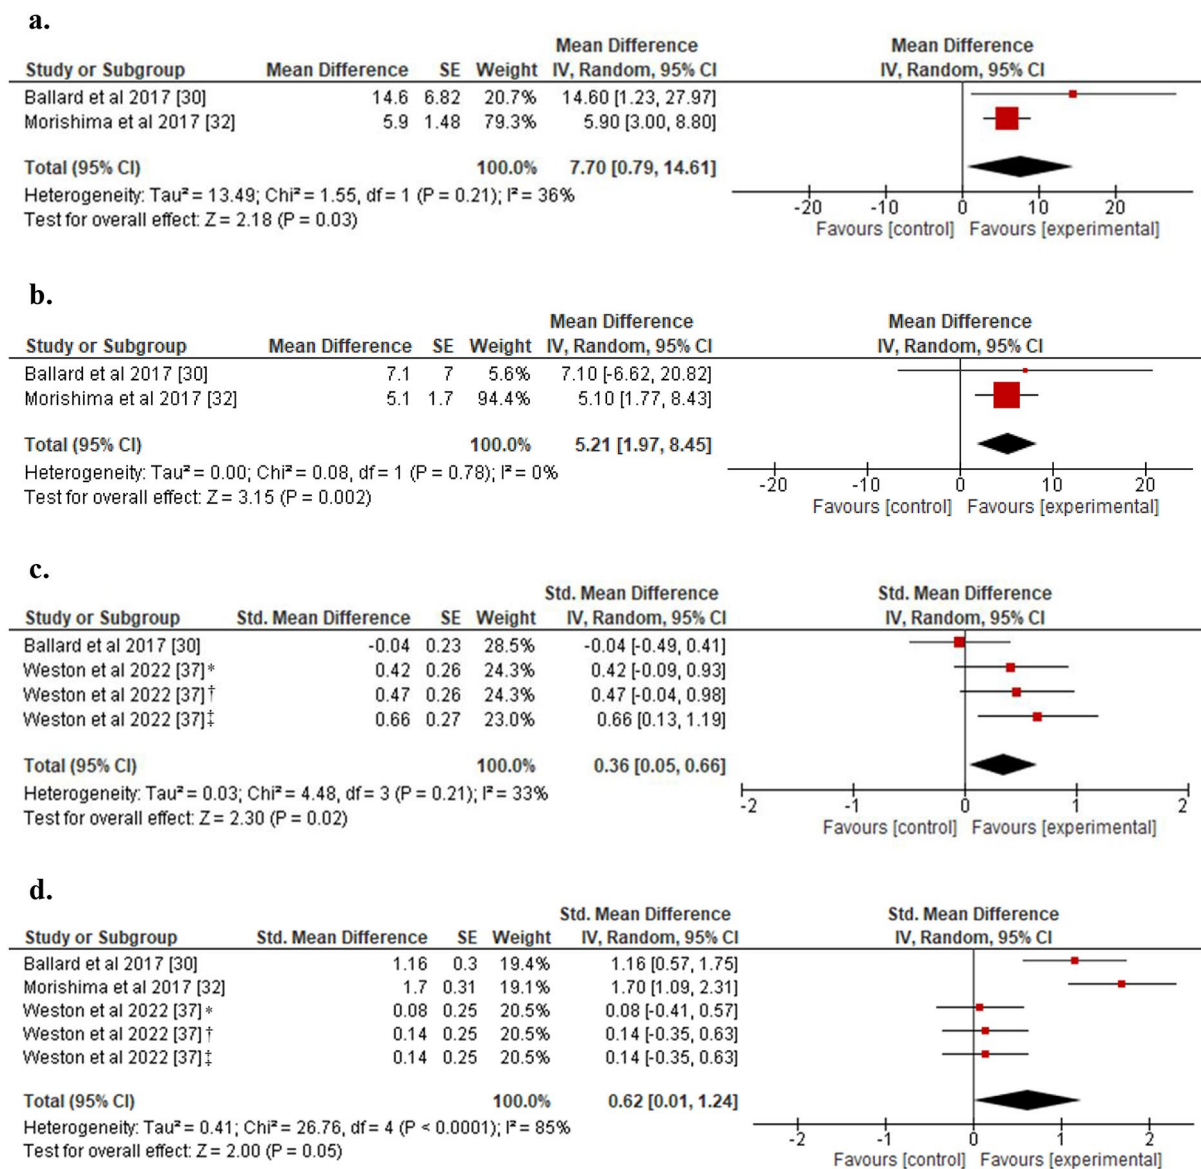 a.
Mean Difference Mean Difference
Study or Subgroup Mean Difference SE Weight IV, Random, 95% CI IV, Random, 95% CI
Ballard et al 2017 [30] 14.6 6.82 20.7% 14.60 [1.23, 27.97]
Morishima et al 2017 [32] 5.9 1.48 79.3% 5.90 [3.00, 8.80]
Total (95% CI) 100.0% 7.70 [0.79, 14.61]
Heterogeneity: Tau² = 13.49; Chi² = 1.55, df = 1 (P = 0.21); I² = 36%
Test for overall effect: Z = 2.18 (P = 0.03)
-20 -10 0 10 20
Favours [control] Favours [experimental]
b.
Mean Difference Mean Difference
Study or Subgroup Mean Difference SE Weight IV, Random, 95% CI IV, Random, 95% CI
Ballard et al 2017 [30] 7.1 7 5.6% 7.10 [-6.62, 20.82]
Morishima et al 2017 [32] 5.1 1.7 94.4% 5.10 [1.77, 8.43]
Total (95% CI) 100.0% 5.21 [1.97, 8.45]
Heterogeneity: Tau² = 0.00; Chi² = 0.08, df = 1 (P = 0.78); I² = 0%
Test for overall effect: Z = 3.15 (P = 0.002)
-20 -10 0 10 20
Favours [control] Favours [experimental]
c.
Std. Mean Difference Std. Mean Difference
Study or Subgroup Std. Mean Difference SE Weight IV, Random, 95% CI IV, Random, 95% CI
Ballard et al 2017 [30] -0.04 0.23 28.5% -0.04 [-0.49, 0.41]
Weston et al 2022 [37]* 0.42 0.26 24.3% 0.42 [-0.09, 0.93]
Weston et al 2022 [37]† 0.47 0.26 24.3% 0.47 [-0.04, 0.98]
Weston et al 2022 [37]‡ 0.66 0.27 23.0% 0.66 [0.13, 1.19]
Total (95% CI) 100.0% 0.36 [0.05, 0.66]
Heterogeneity: Tau² = 0.03; Chi² = 4.48, df = 3 (P = 0.21); I² = 33%
Test for overall effect: Z = 2.30 (P = 0.02)
-2 -1 0 1 2
Favours [control] Favours [experimental]
d.
Std. Mean Difference Std. Mean Difference
Study or Subgroup Std. Mean Difference SE Weight IV, Random, 95% CI IV, Random, 95% CI
Ballard et al 2017 [30] 1.16 0.3 19.4% 1.16 [0.57, 1.75]
Morishima et al 2017 [32] 1.7 0.31 19.1% 1.70 [1.09, 2.31]
Weston et al 2022 [37]* 0.08 0.25 20.5% 0.08 [-0.41, 0.57]
Weston et al 2022 [37]† 0.14 0.25 20.5% 0.14 [-0.35, 0.63]
Weston et al 2022 [37]‡ 0.14 0.25 20.5% 0.14 [-0.35, 0.63]
Total (95% CI) 100.0% 0.62 [0.01, 1.24]
Heterogeneity: Tau² = 0.41; Chi² = 26.76, df = 4 (P < 0.0001); I² = 85%
Test for overall effect: Z = 2.00 (P = 0.05)
-2 -1 0 1 2
Favours [control] Favours [experimental]